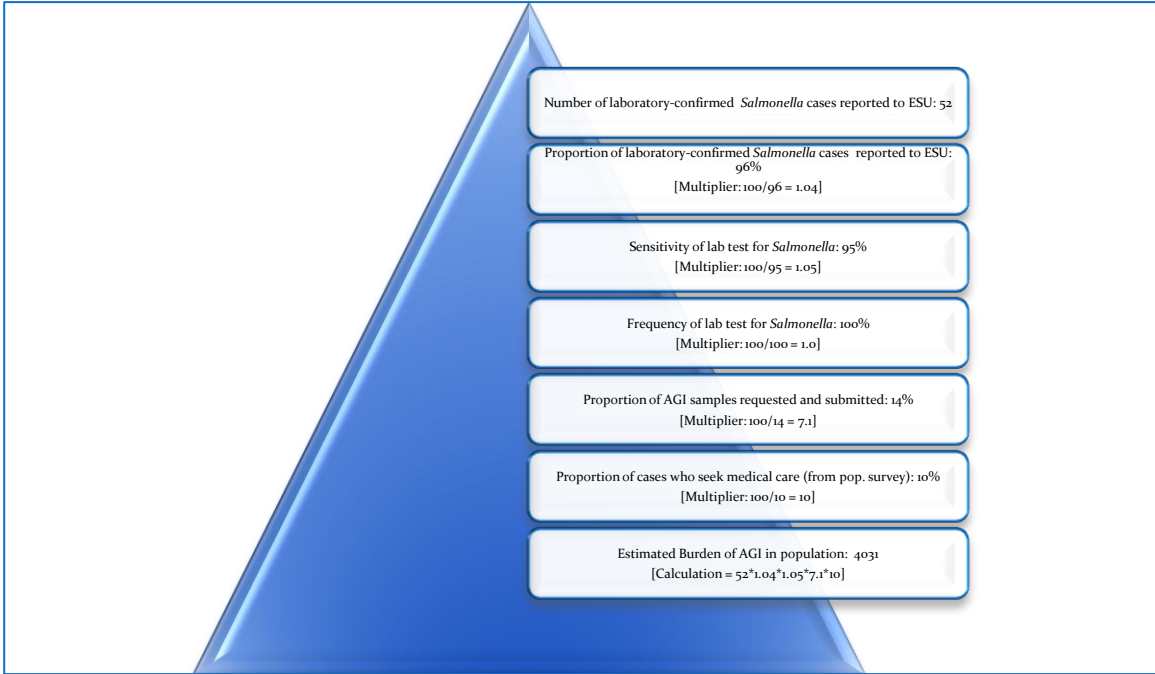 Number of laboratory-confirmed Salmonella cases reported to ESU: 52
Proportion of laboratory-confirmed Salmonella cases reported to ESU:
96%
[Multiplier: 100/96 = 1.04]
Sensitivity of lab test for Salmonella: 95%
[Multiplier: 100/95 = 1.05]
Frequency of lab test for Salmonella: 100%
[Multiplier: 100/100 = 1.0]
Proportion of AGI samples requested and submitted: 14%
[Multiplier: 100/14 = 7.1]
Proportion of cases who seek medical care (from pop. survey): 10%
[Multiplier: 100/10 = 10]
Estimated Burden of AGI in population: 4031
[Calculation = 52*1.04*1.05*7.1*10]